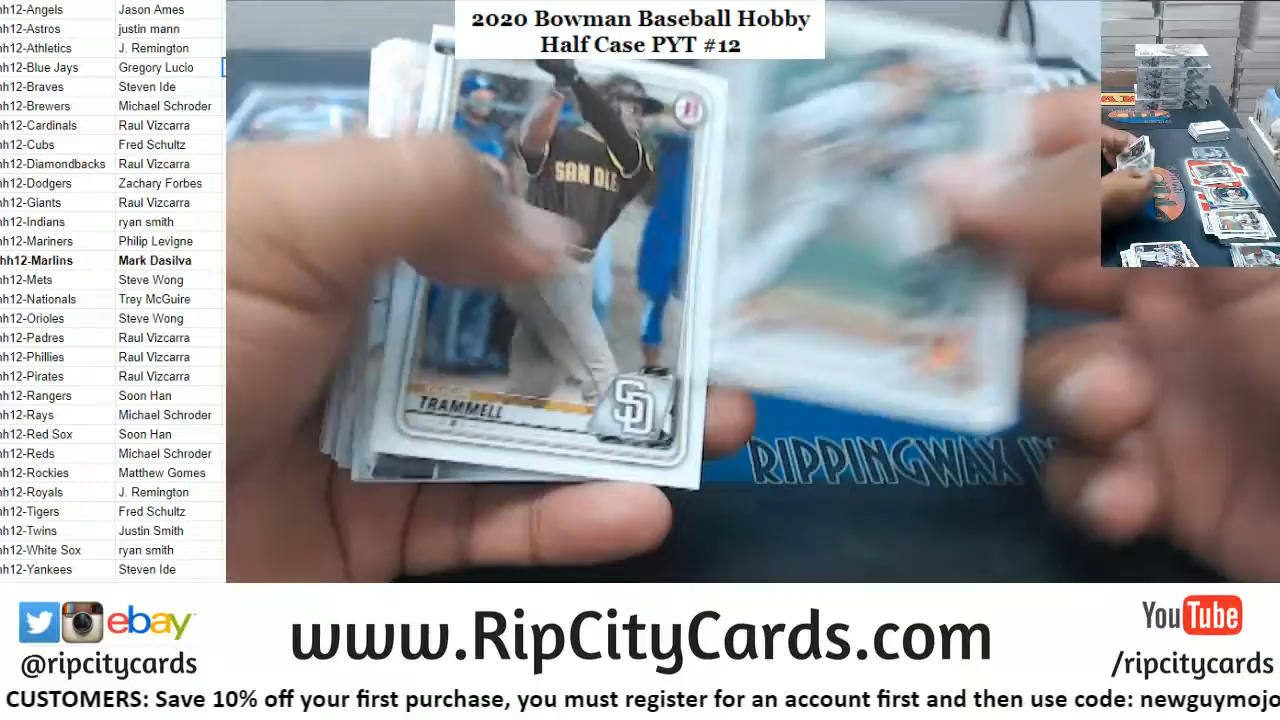 2020 Bowman Baseball Hobby
Half Case PYT #12
hh12-Angels Jason Ames
hh12-Astros justin mann
hh12-Athletics J. Remington
hh12-Blue Jays Gregory Lucio
hh12-Braves Steven Ide
hh12-Brewers Michael Schroder
hh12-Cardinals Raul Vizcarra
hh12-Cubs Fred Schultz
hh12-Diamondbacks Raul Vizcarra
hh12-Dodgers Zachary Forbes
hh12-Giants Raul Vizcarra
hh12-Indians ryan smith
hh12-Mariners Philip Levigne
hh12-Marlins Mark Dasilva
hh12-Mets Steve Wong
hh12-Nationals Trey McGuire
hh12-Orioles Steve Wong
hh12-Padres Raul Vizcarra
hh12-Phillies Raul Vizcarra
hh12-Pirates Raul Vizcarra
hh12-Rangers Soon Han
hh12-Rays Michael Schroder
hh12-Red Sox Soon Han
hh12-Reds Michael Schroder
hh12-Rockies Matthew Gomes
hh12-Royals J. Remington
hh12-Tigers Fred Schultz
hh12-Twins Justin Smith
hh12-White Sox ryan smith
hh12-Yankees Steven Ide
SAN DIE
TRAMMELL
SD
RIPPINGWAX
ebay
@ripcitycards
www.RipCityCards.com
YouTube
/ripcitycards
CUSTOMERS: Save 10% off your first purchase, you must register for an account first and then use code: newguymojo